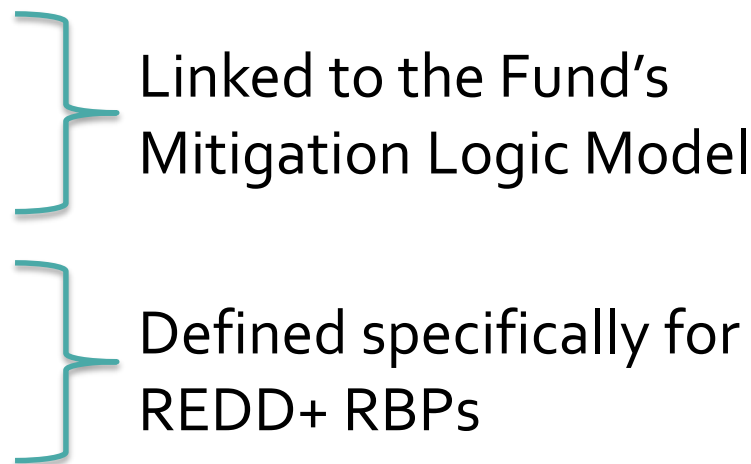 Linked to the Fund’s
Mitigation Logic Model
Defined specifically for
REDD+ RBPs